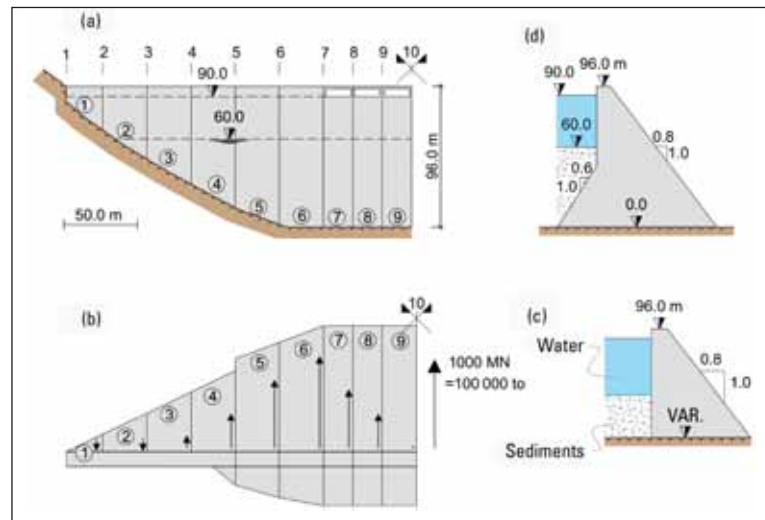 (a)
1 2 3 4 5 6 7 8 9 10
90.0
60.0
① ② ③ ④ ⑤ ⑥ ⑦ ⑧ ⑨
96.0 m
50.0 m
(d)
90.0
96.0 m
60.0
0.8
1.0
0.6
1.0
0.0
(b)
10
① ② ③ ④ ⑤ ⑥ ⑦ ⑧ ⑨
1000 MN
=100 000 to
(c)
96.0 m
Water
0.8
1.0
VAR.
Sediments